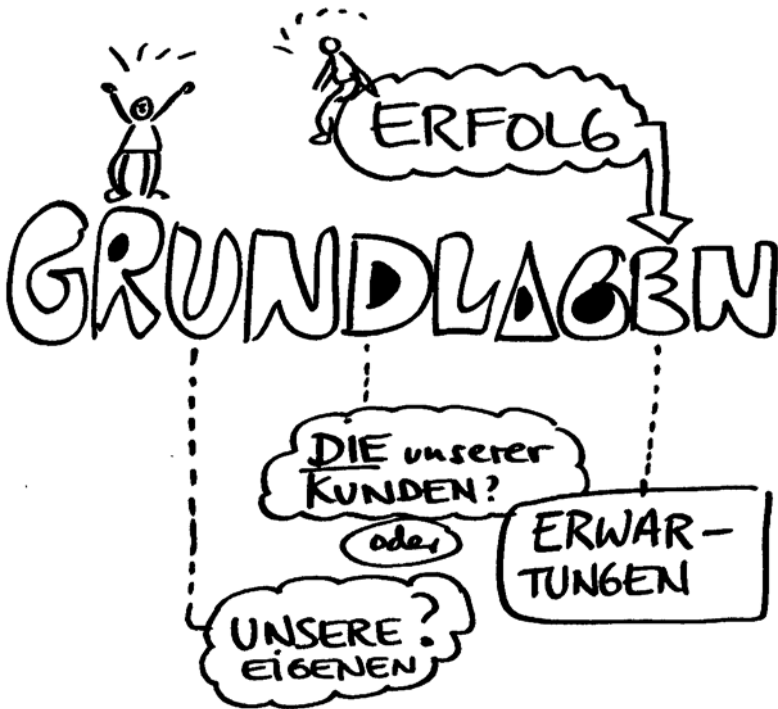 ERFOLG
GRUNDLAGEN
DIE unserer
KUNDEN?
oder
ERWAR-
TUNGEN
UNSERE?
EIGENEN